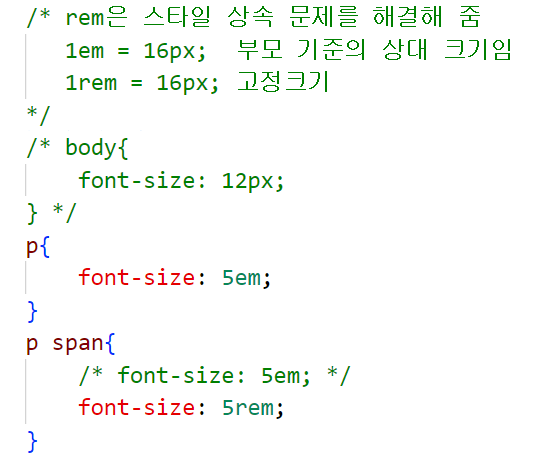 /* rem은 스타일 상속 문제를 해결해 줌
1em = 16px; 부모 기준의 상대 크기임
1rem = 16px; 고정크기
*/
/* body{
font-size: 12px;
} */
p{
font-size: 5em;
}
p span{
/* font-size: 5em; */
font-size: 5rem;
}